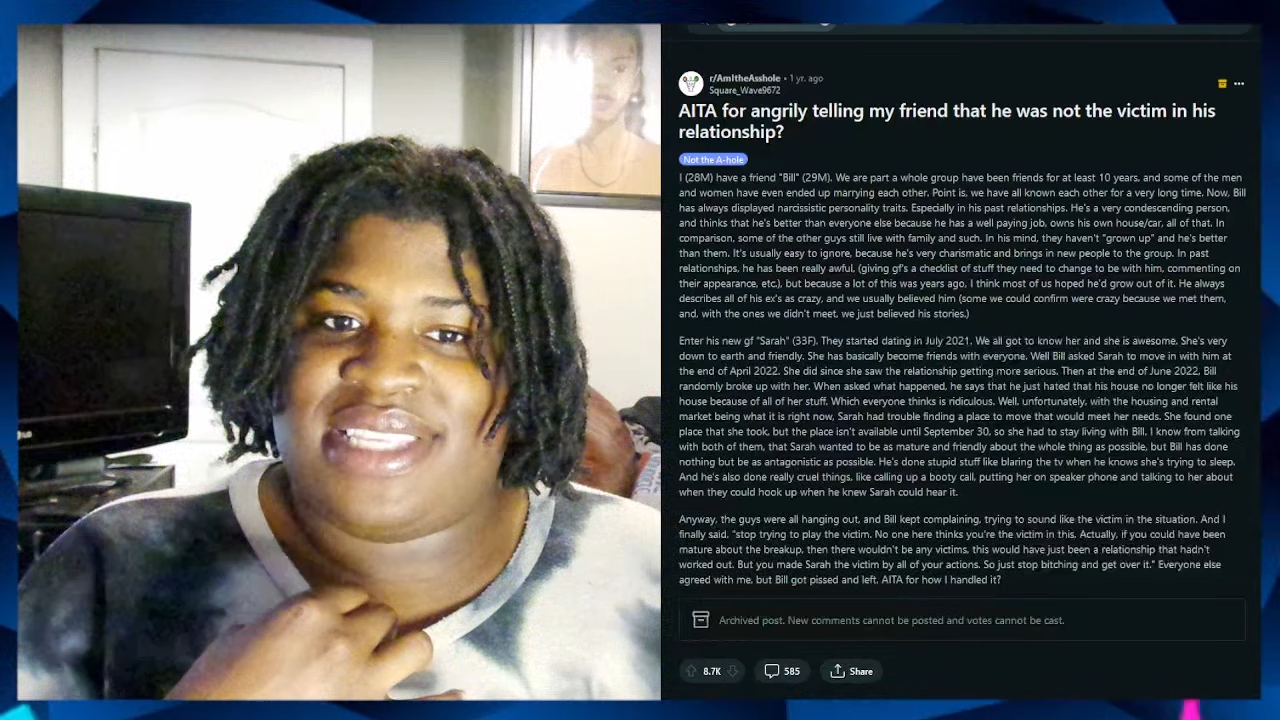 r/AmItheAsshole • 1 yr. ago
Square_Wave9672
AITA for angrily telling my friend that he was not the victim in his
relationship?
Not the A-hole
I (28M) have a friend "Bill" (29M). We are part a whole group have been friends for at least 10 years, and some of the men
and women have even ended up marrying each other. Point is, we have all known each other for a very long time. Now, Bill
has always displayed narcissistic personality traits. Especially in his past relationships. He's a very condescending person,
and thinks that he's better than everyone else because he has a well paying job, owns his own house/car, all of that. In
comparison, some of the other guys still live with family and such. In his mind, they haven't "grown up" and he's better
than them. It's usually easy to ignore, because he's very charismatic and brings in new people to the group. In past
relationships, he has been really awful, (giving gf's a checklist of stuff they need to change to be with him, commenting on
their appearance, etc.), but because a lot of this was years ago, I think most of us hoped he'd grow out of it. He always
describes all of his ex's as crazy, and we usually believed him (some we could confirm were crazy because we met them,
and, with the ones we didn't meet, we just believed his stories.)
Enter his new gf "Sarah" (33F). They started dating in July 2021. We all got to know her and she is awesome. She's very
down to earth and friendly. She has basically become friends with everyone. Well Bill asked Sarah to move in with him at
the end of April 2022. She did since she saw the relationship getting more serious. Then at the end of June 2022, Bill
randomly broke up with her. When asked what happened, he says that he just hated that his house no longer felt like his
house because of all of her stuff. Which everyone thinks is ridiculous. Well, unfortunately, with the housing and rental
market being what it is right now, Sarah had trouble finding a place to move that would meet her needs. She found one
place that she took, but the place isn't available until September 30, so she had to stay living with Bill. I know from talking
with both of them, that Sarah wanted to be as mature and friendly about the whole thing as possible, but Bill has done
nothing but be as antagonistic as possible. He's done stupid stuff like blaring the tv when he knows she's trying to sleep.
And he's also done really cruel things, like calling up a booty call, putting her on speaker phone and talking to her about
when they could hook up when he knew Sarah could hear it.
Anyway, the guys were all hanging out, and Bill kept complaining, trying to sound like the victim in the situation. And I
finally said, "stop trying to play the victim. No one here thinks you're the victim in this. Actually, if you could have been
mature about the breakup, then there wouldn't be any victims, this would have just been a relationship that hadn't
worked out. But you made Sarah the victim by all of your actions. So just stop bitching and get over it." Everyone else
agreed with me, but Bill got pissed and left. AITA for how I handled it?
Archived post. New comments cannot be posted and votes cannot be cast.
8.7K 585 Share